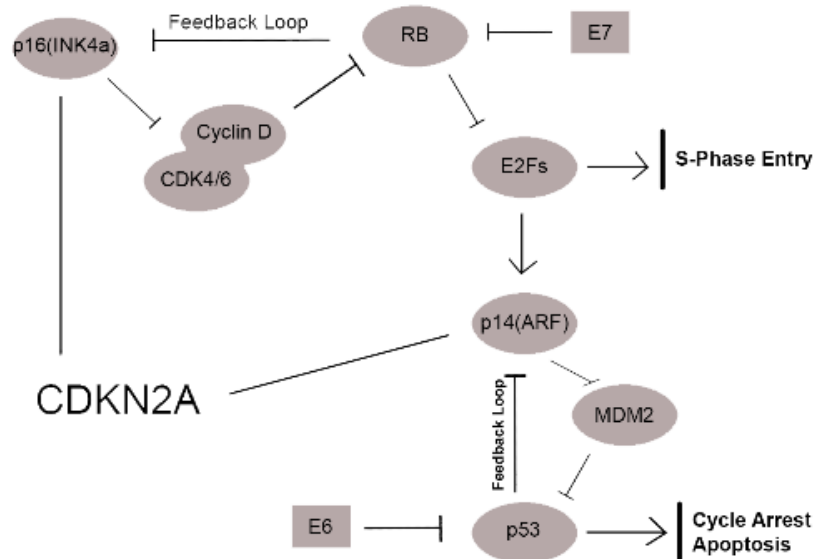 Feedback Loop
p16(INK4a)
RB
E7
Cyclin D
CDK4/6
E2Fs
S-Phase Entry
p14(ARF)
CDKN2A
MDM2
Feedback Loop
E6
p53
Cycle Arrest
Apoptosis